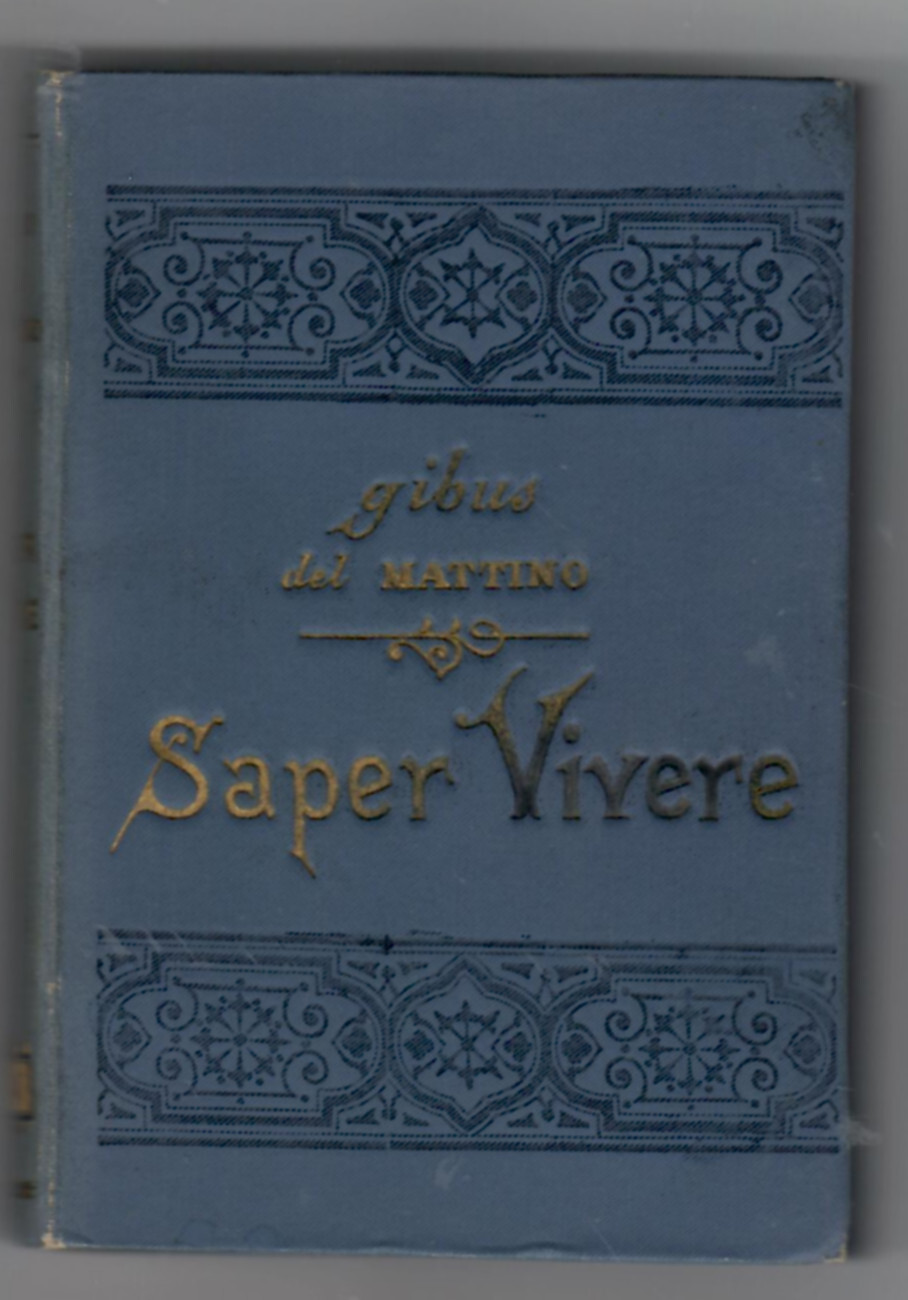 gibus
del MATTINO
Saper Vivere